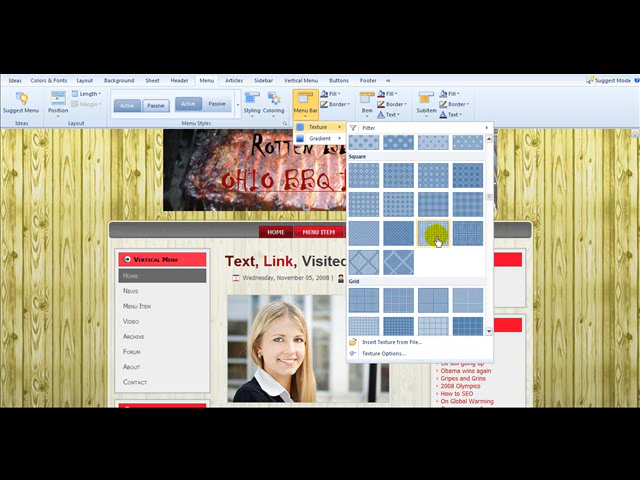 Ideas Colors & Fonts Layout Background Sheet Header Menu Articles Sidebar Vertical Menu Buttons Footer Suggest Mode
Suggest Menu Position Length Margin Active Passive Active Passive Styling Coloring Menu Bar Fill Border Item Fill Border Text SubItem Fill Border Text
Ideas Layout Menu Styles
Texture
Gradient
Filter
Square
Grid
Insert Texture from File...
Texture Options...
OHIO BBQ
HOME MENU ITEM
Vertical Menu
Home
News
Menu Item
Video
Archive
Forum
About
Contact
Text, Link, Visited
Wednesday, November 05, 2008 |
Obama wins again
Gripes and Grins
2008 Olympics
How to SEO
On Global Warming